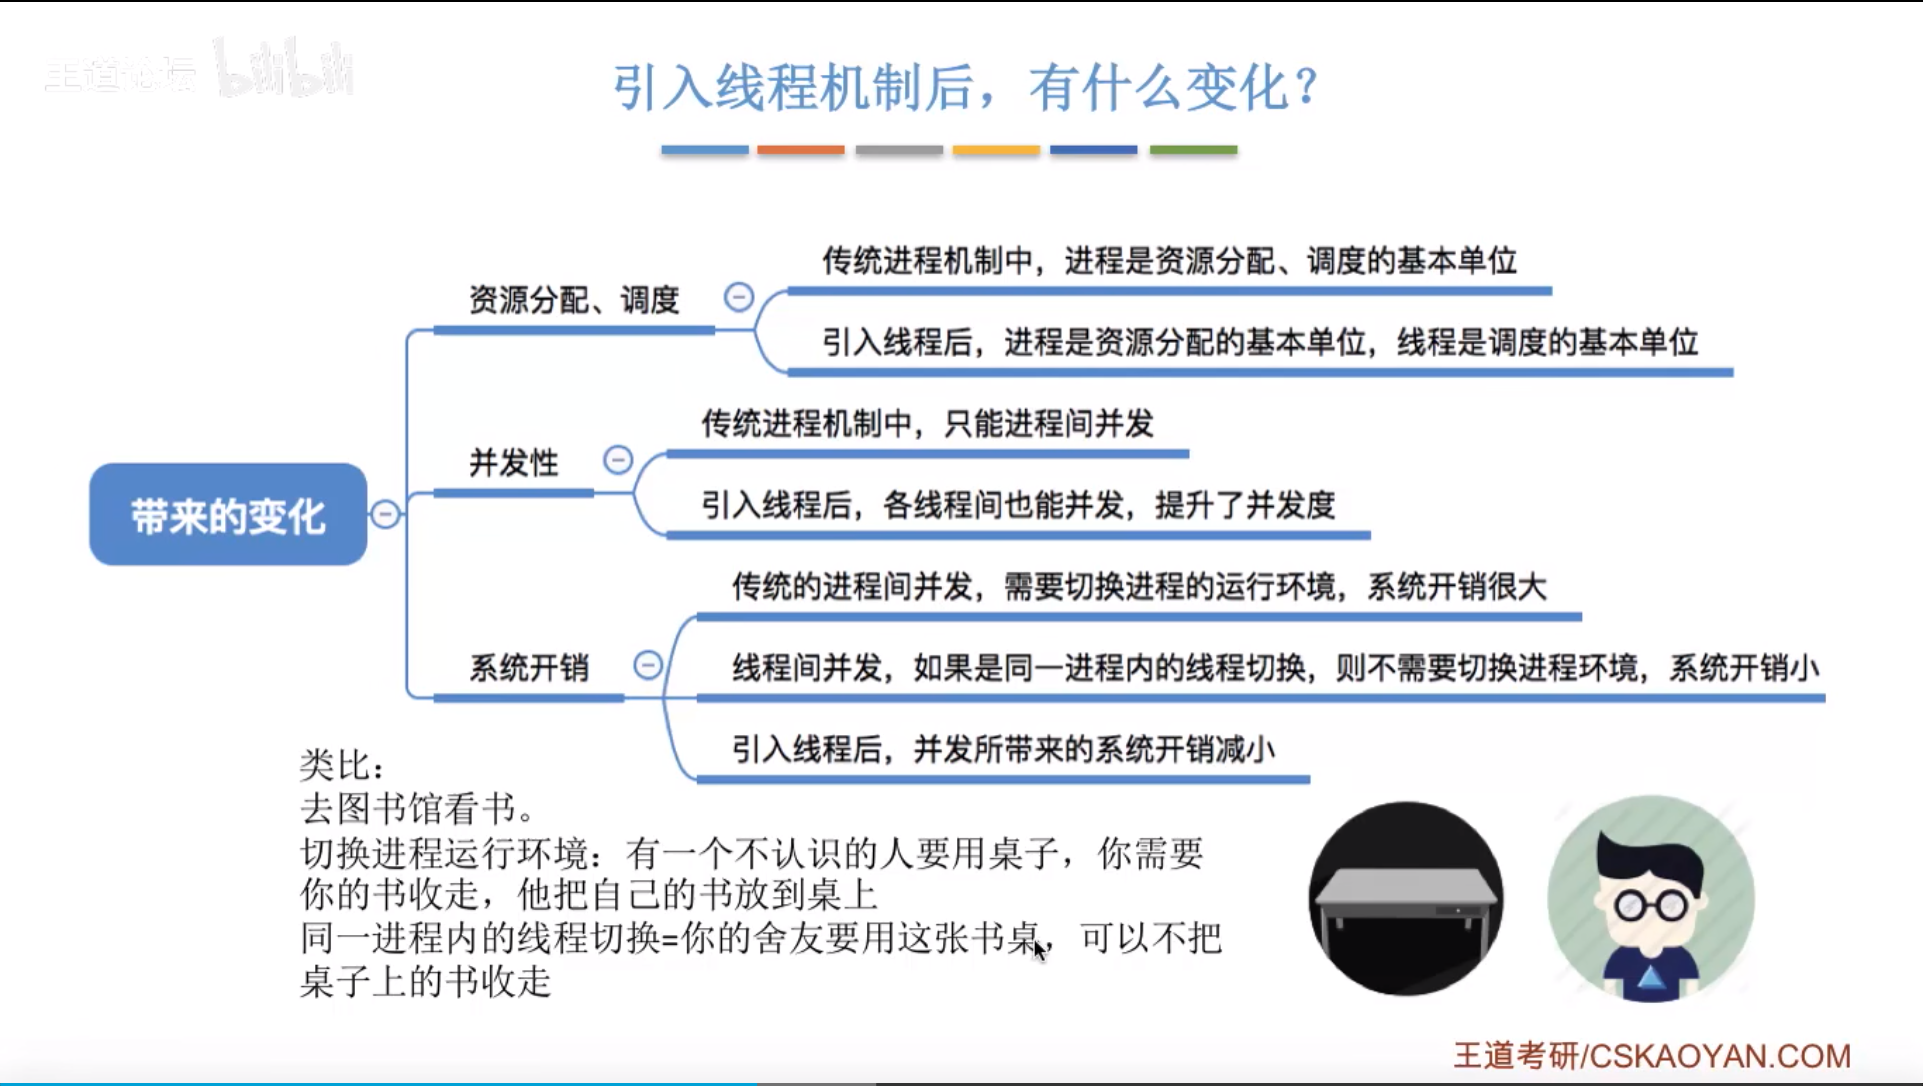 王道论坛 bilibili
引入线程机制后，有什么变化？
传统进程机制中，进程是资源分配、调度的基本单位
资源分配、调度
引入线程后，进程是资源分配的基本单位，线程是调度的基本单位
传统进程机制中，只能进程间并发
并发性
引入线程后，各线程间也能并发，提升了并发度
带来的变化
传统的进程间并发，需要切换进程的运行环境，系统开销很大
系统开销
线程间并发，如果是同一进程内的线程切换，则不需要切换进程环境，系统开销小
引入线程后，并发所带来的系统开销减小
类比：
去图书馆看书。
切换进程运行环境：有一个不认识的人要用桌子，你需要
你的书收走，他把自己的书放到桌上
同一进程内的线程切换=你的舍友要用这张书桌，可以不把
桌子上的书收走
王道考研/CSKAOYAN.COM